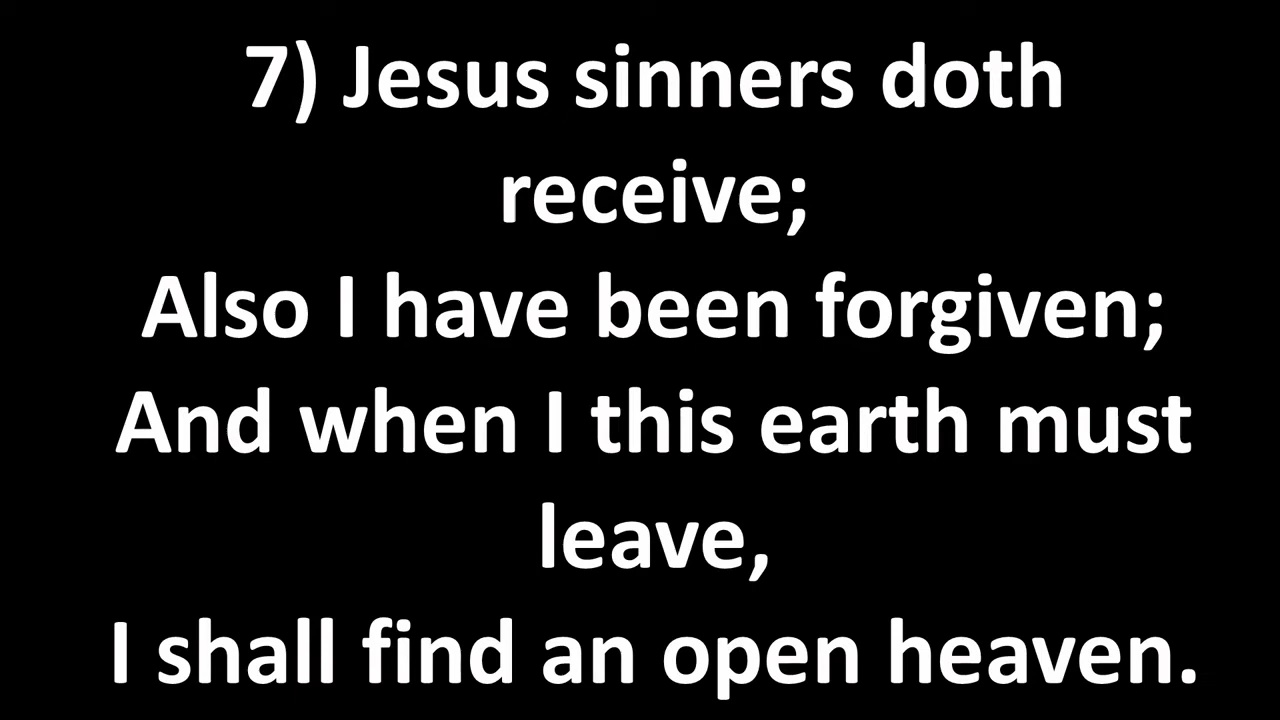 7) Jesus sinners doth
receive;
Also I have been forgiven;
And when I this earth must
leave,
I shall find an open heaven.